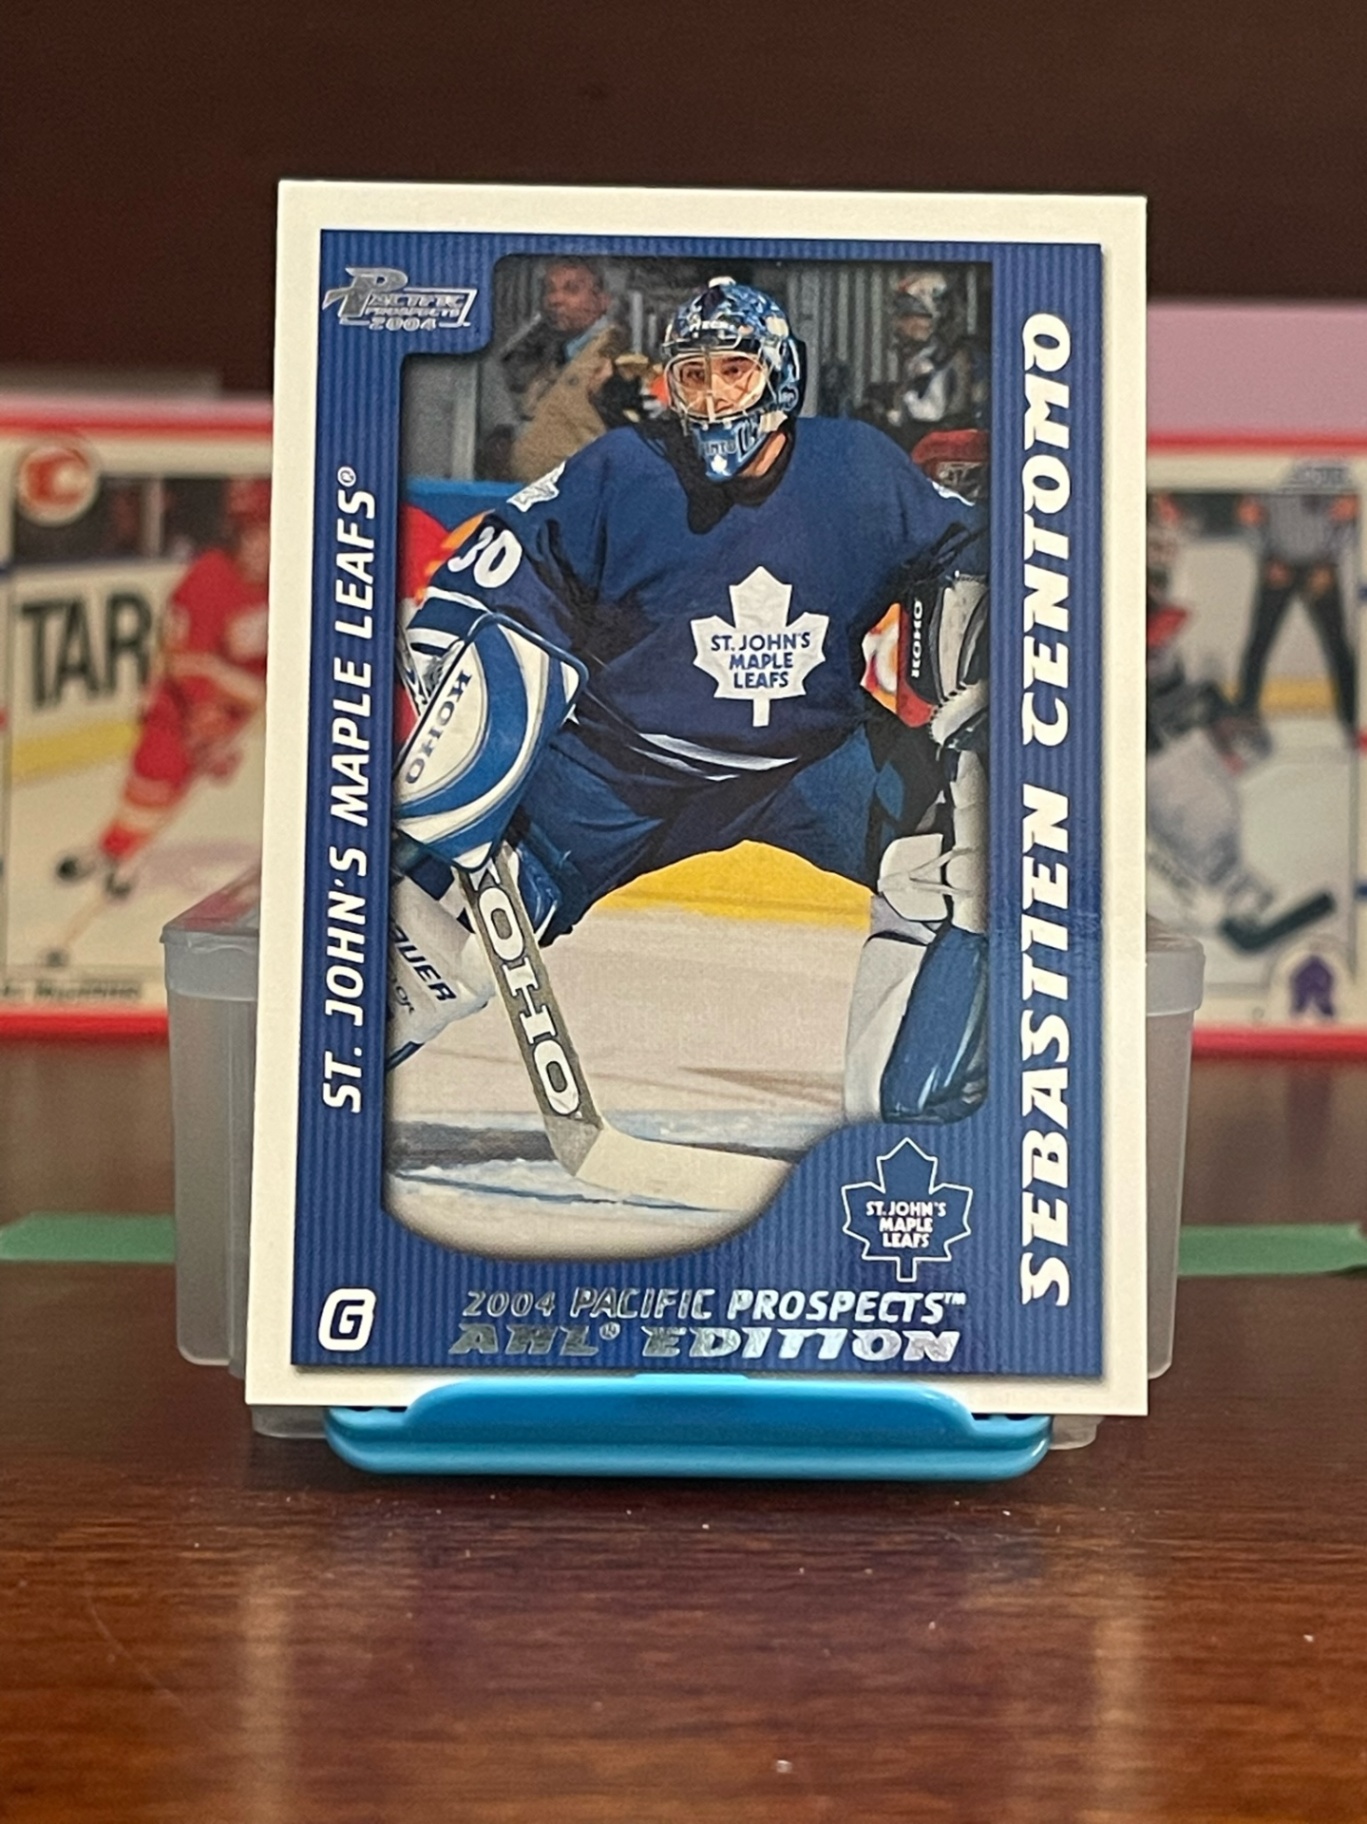 PACIFIC
PROSPECTS
2004
ST. JOHN'S MAPLE LEAFS®
SEBASTIEN CENTOMO
30
ST. JOHN'S
MAPLE
LEAFS
KOHO
KOHO
BAUER
KOHO
ST. JOHN'S
MAPLE
LEAFS
G
2004 PACIFIC PROSPECTS™
AHL® EDITION
TAR